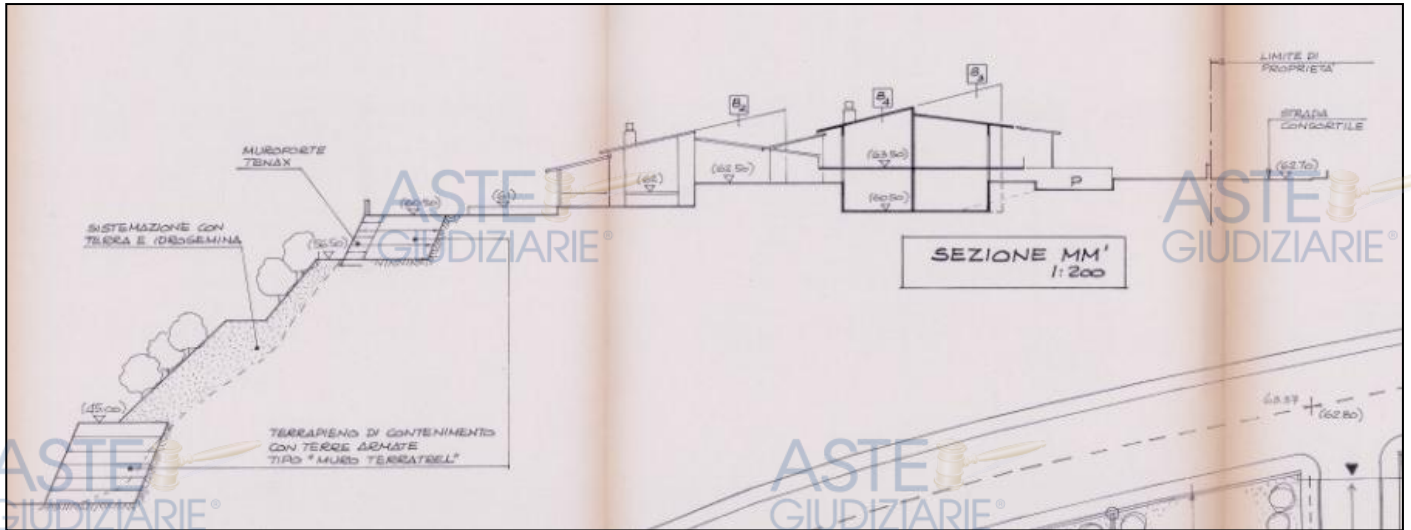 LIMITE DI
PROPRIETA'
STRADA
CONSORTILE
(62.70)
B2
B4
B3
MUROFORTE
TENAX
(63.50)
(62.50)
(62)
P
(60.50)
(61)
(60.50)
SISTEMAZIONE CON
TERRA E IDROSEMINA
(56.50)
SEZIONE MM'
1:200
(45.00)
TERRAPIENO DI CONTENIMENTO
CON TERRE ARMATE
TIPO "MURO TERRATREL"
63.37
(62.80)
ASTE
GIUDIZIARIE®
ASTE
GIUDIZIARIE®
ASTE
GIUDIZIARIE®
ASTE
GIUDIZIARIE®